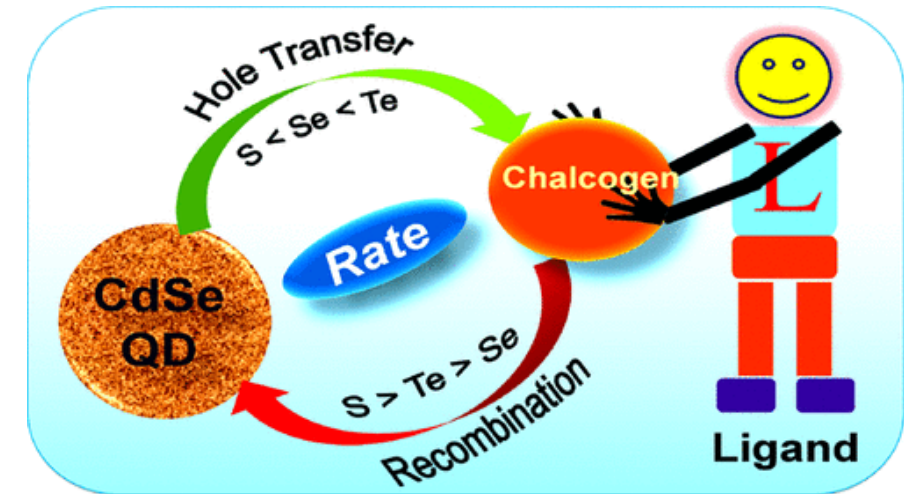 Hole Transfer
S < Se < Te
Chalcogen
L
Rate
CdSe
QD
S > Te > Se
Recombination
Ligand